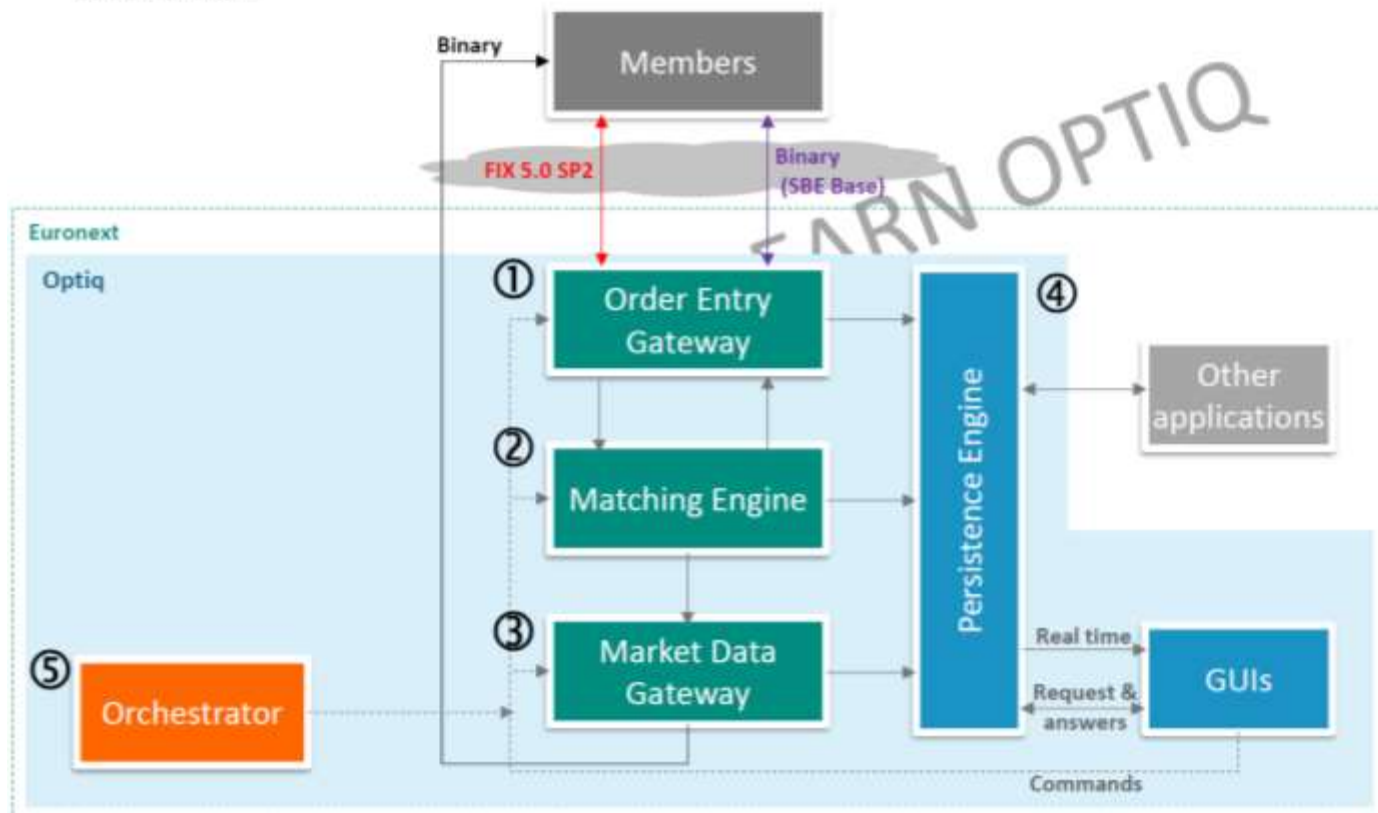 Binary
Members
FIX 5.0 SP2
Binary
(SBE Base)
EARN OPTIQ
Euronext
Optiq
①
Order Entry
Gateway
④
Other
applications
②
Matching Engine
Persistence Engine
③
Market Data
Gateway
Real time
Request &
answers
GUIs
⑤
Orchestrator
Commands